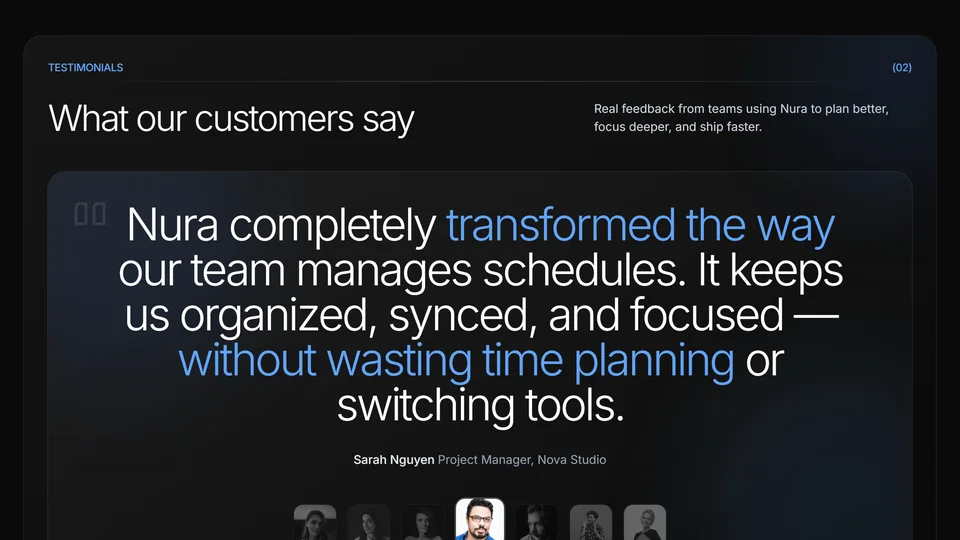 TESTIMONIALS
(02)
What our customers say
Real feedback from teams using Nura to plan better,
focus deeper, and ship faster.
Nura completely transformed the way
our team manages schedules. It keeps
us organized, synced, and focused —
without wasting time planning or
switching tools.
Sarah Nguyen Project Manager, Nova Studio